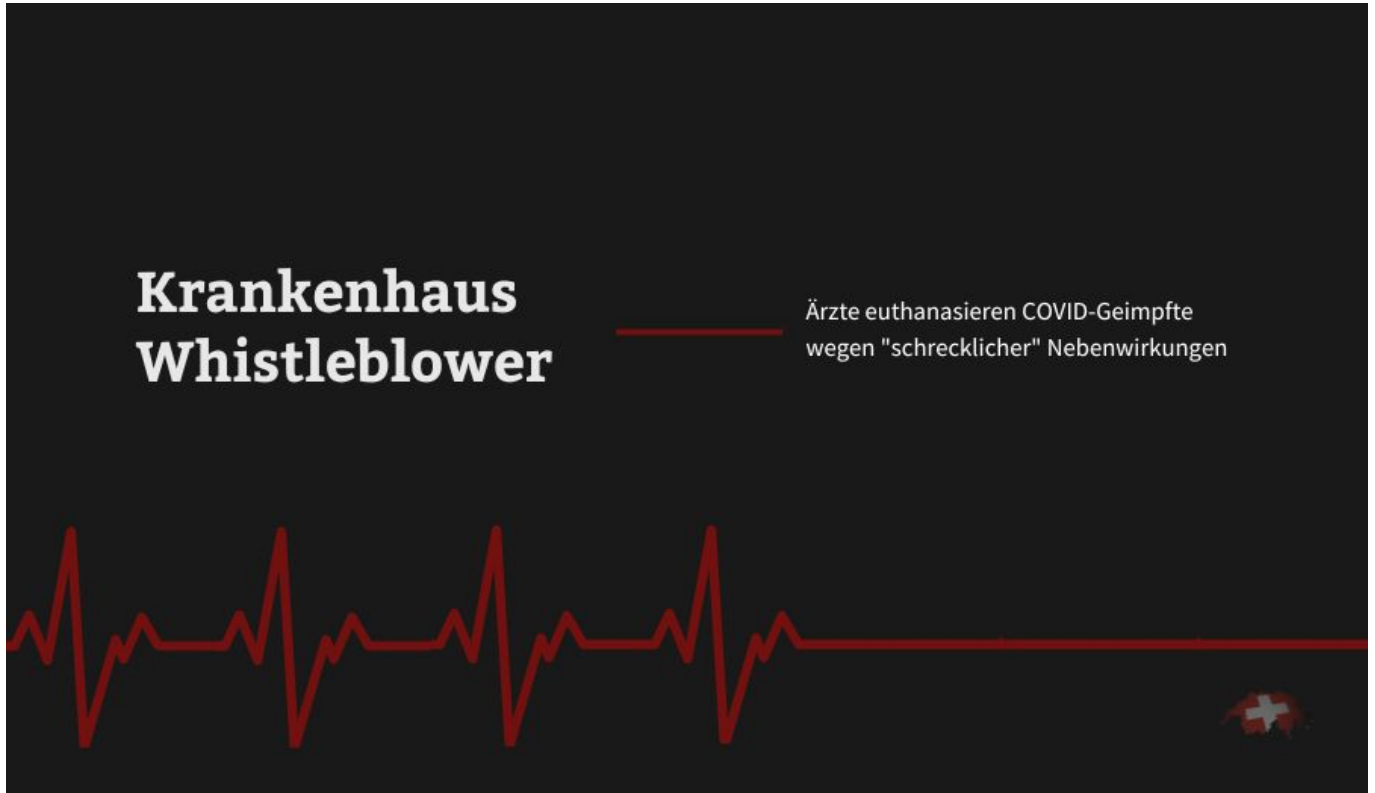 Krankenhaus
Whistleblower
Ärzte euthanasieren COVID-Geimpfte
wegen "schrecklicher" Nebenwirkungen